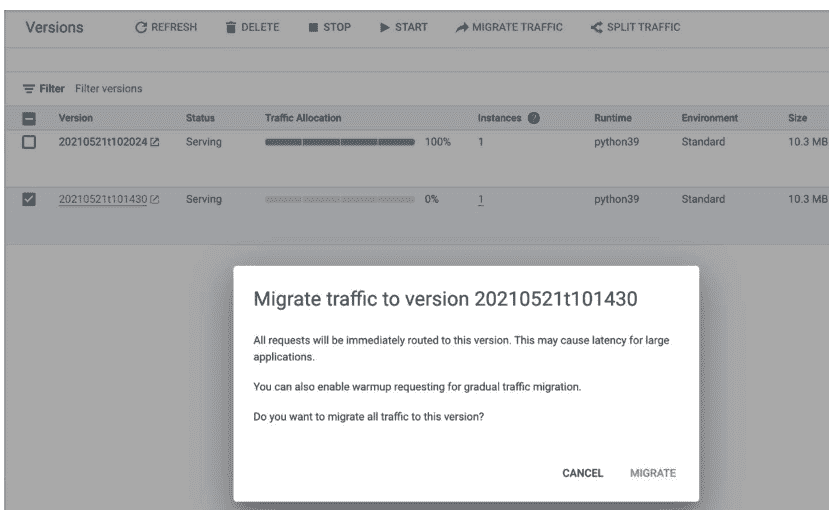 Versions REFRESH DELETE STOP START MIGRATE TRAFFIC SPLIT TRAFFIC
Filter Filter versions
Version Status Traffic Allocation Instances ? Runtime Environment Size
20210521t102024 Serving 100% 1 python39 Standard 10.3 MB
20210521t101430 Serving 0% 1 python39 Standard 10.3 MB
Migrate traffic to version 20210521t101430
All requests will be immediately routed to this version. This may cause latency for large
applications.
You can also enable warmup requesting for gradual traffic migration.
Do you want to migrate all traffic to this version?
CANCEL MIGRATE